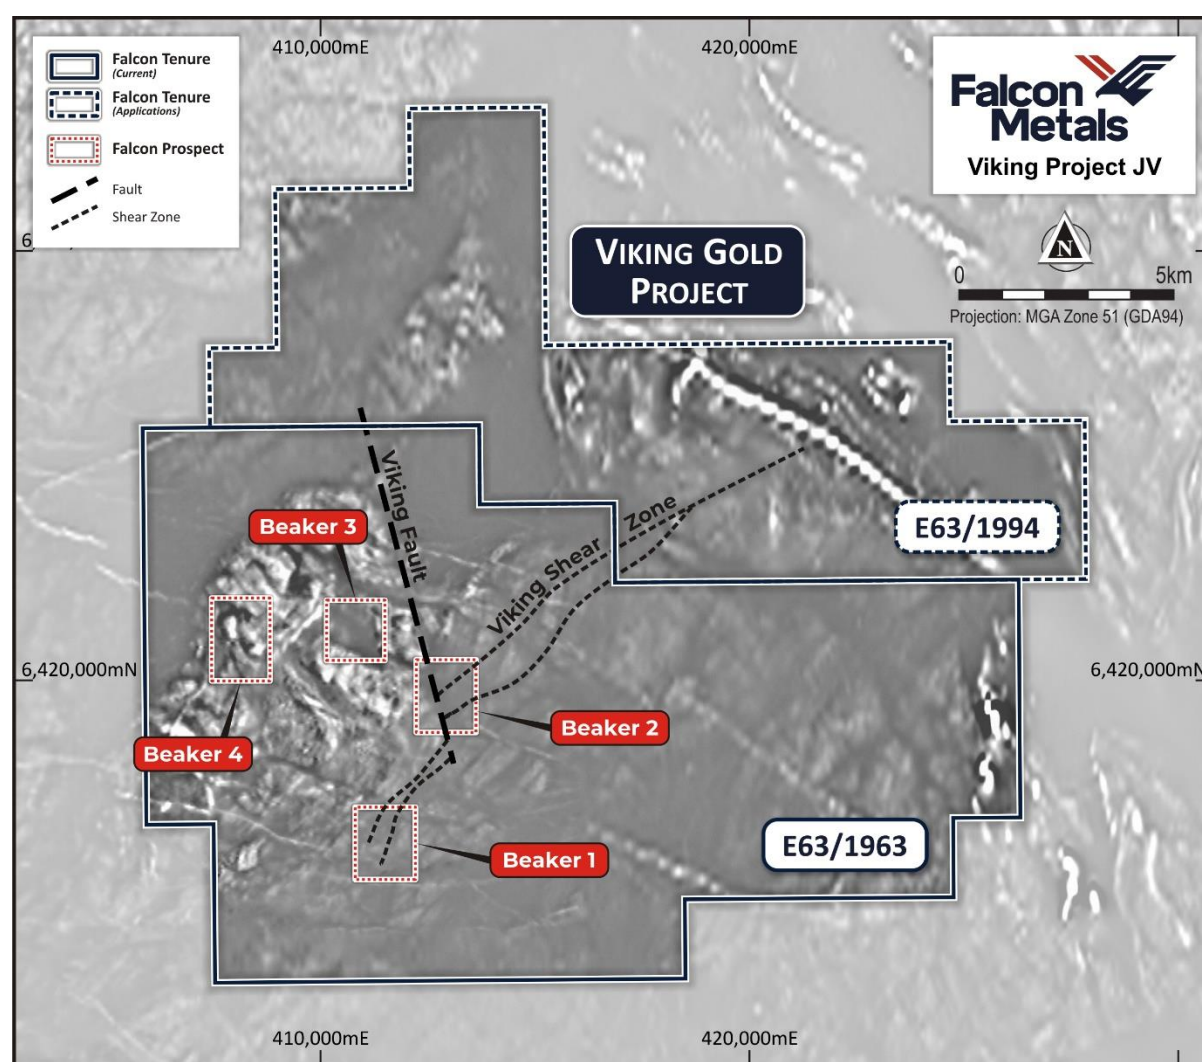 410,000mE
420,000mE
Falcon Tenure
(Current)
Falcon Tenure
(Applications)
Falcon Prospect
Fault
Shear Zone
Falcon
Metals
Viking Project JV
VIKING GOLD
PROJECT
N
0
5km
Projection: MGA Zone 51 (GDA94)
Viking Fault
Viking Shear Zone
E63/1994
Beaker 3
6,420,000mN
6,420,000mN
Beaker 2
Beaker 4
Beaker 1
E63/1963
410,000mE
420,000mE